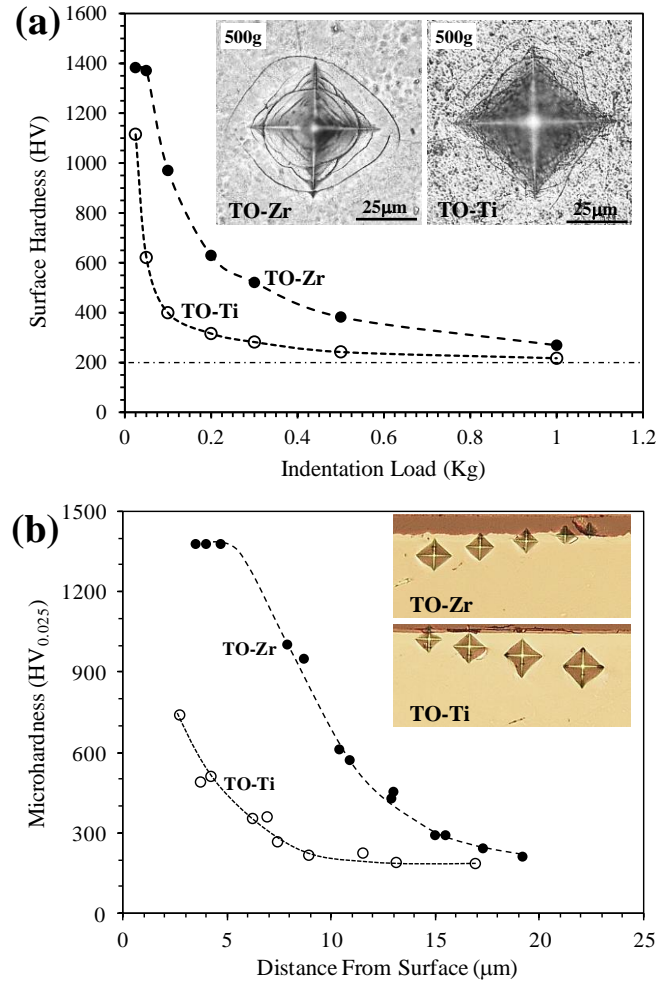 (a)
1600
1400
1200
1000
800
600
400
200
0
Surface Hardness (HV)
500g
TO-Zr
25μm
500g
TO-Ti
25μm
TO-Zr
TO-Ti
0
0.2
0.4
0.6
0.8
1
1.2
Indentation Load (Kg)
(b)
1500
1200
900
600
300
0
Microhardness (HV0.025)
TO-Zr
TO-Ti
TO-Zr
TO-Ti
0
5
10
15
20
25
Distance From Surface (μm)